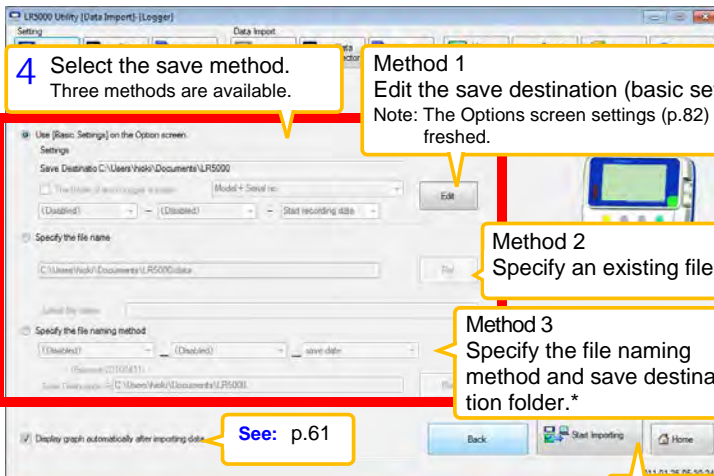 LR5000 Utility [Data Import]-[Logger]
Setting
Data Import
4 Select the save method.
Three methods are available.
Method 1
Edit the save destination (basic se
Note: The Options screen settings (p.82)
freshed.
Use [Basic Settings] on the Option screen.
Settings
Save Destinatio C:\Users\hioki\Documents\LR5000
Model + Serial no.
Edit
(Disabled) – (Disabled) – Start recording date
Specify the file name
Method 2
Specify an existing file
C:\Users\hioki\Documents\LR5000\data
Specify the file naming method
Method 3
Specify the file naming
method and save destina
tion folder.*
(Disabled) _ (Disabled) _ save date
C:\Users\hioki\Documents\LR5000
Display graph automatically after importing data
See: p.61
Back
Start Importing
Home